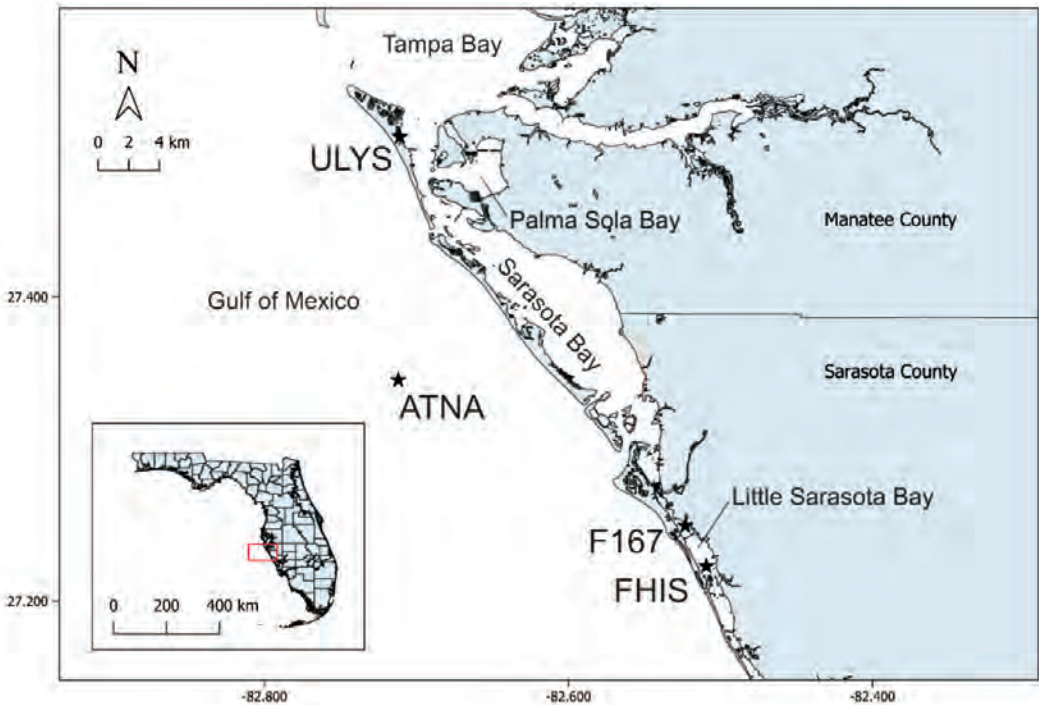 Tampa Bay
N
0 2 4 km
ULYS
Palma Sola Bay
Manatee County
Sarasota Bay
27.400
Gulf of Mexico
Sarasota County
ATNA
Little Sarasota Bay
F167
FHIS
27.200
0 200 400 km
-82.800
-82.600
-82.400